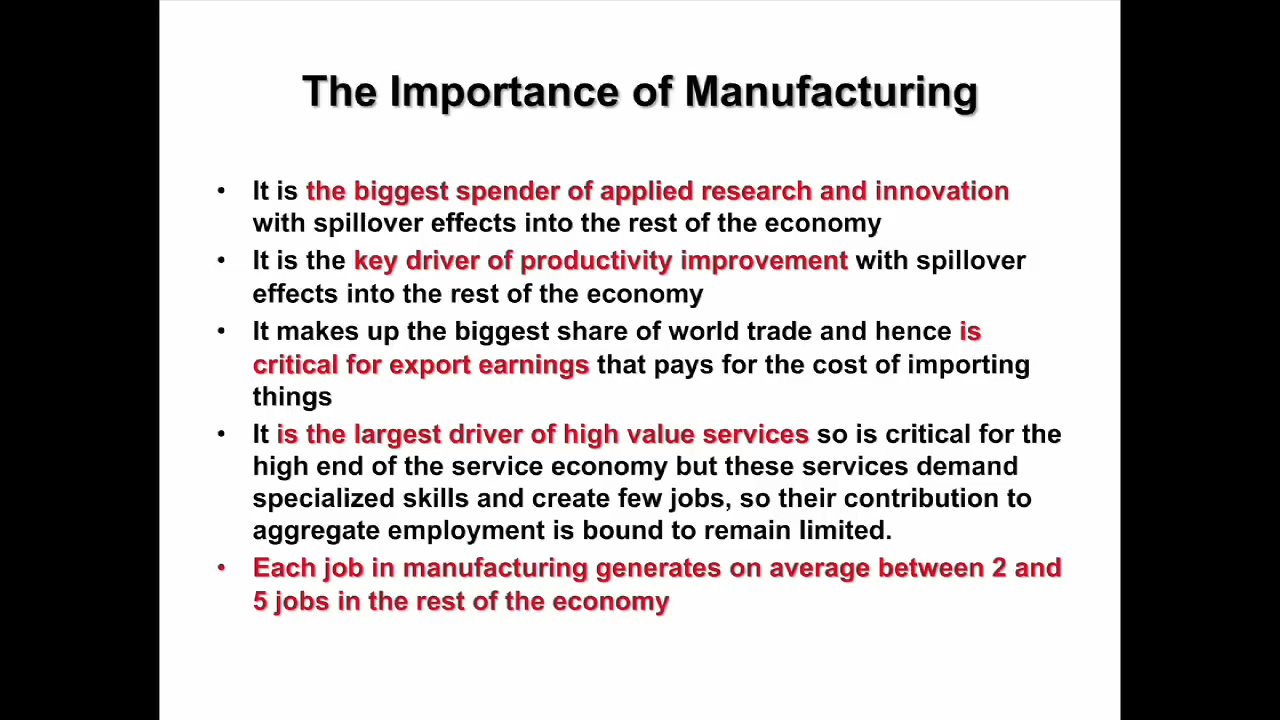 The Importance of Manufacturing
• It is the biggest spender of applied research and innovation
with spillover effects into the rest of the economy
• It is the key driver of productivity improvement with spillover
effects into the rest of the economy
• It makes up the biggest share of world trade and hence is
critical for export earnings that pays for the cost of importing
things
• It is the largest driver of high value services so is critical for the
high end of the service economy but these services demand
specialized skills and create few jobs, so their contribution to
aggregate employment is bound to remain limited.
• Each job in manufacturing generates on average between 2 and
5 jobs in the rest of the economy